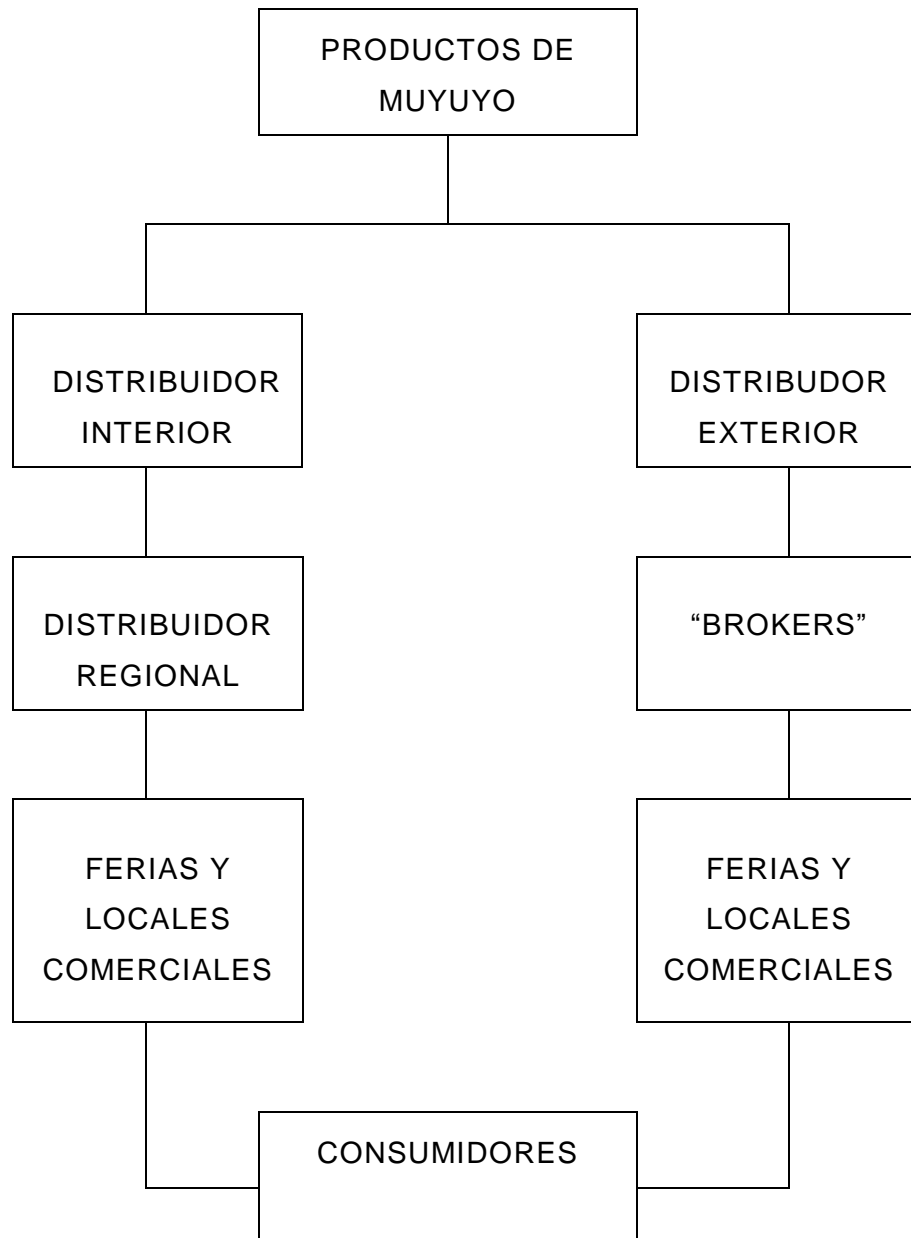 PRODUCTOS DE
MUYUYO
DISTRIBUIDOR
INTERIOR
DISTRIBUDOR
EXTERIOR
DISTRIBUIDOR
REGIONAL
“BROKERS”
FERIAS Y
LOCALES
COMERCIALES
FERIAS Y
LOCALES
COMERCIALES
CONSUMIDORES